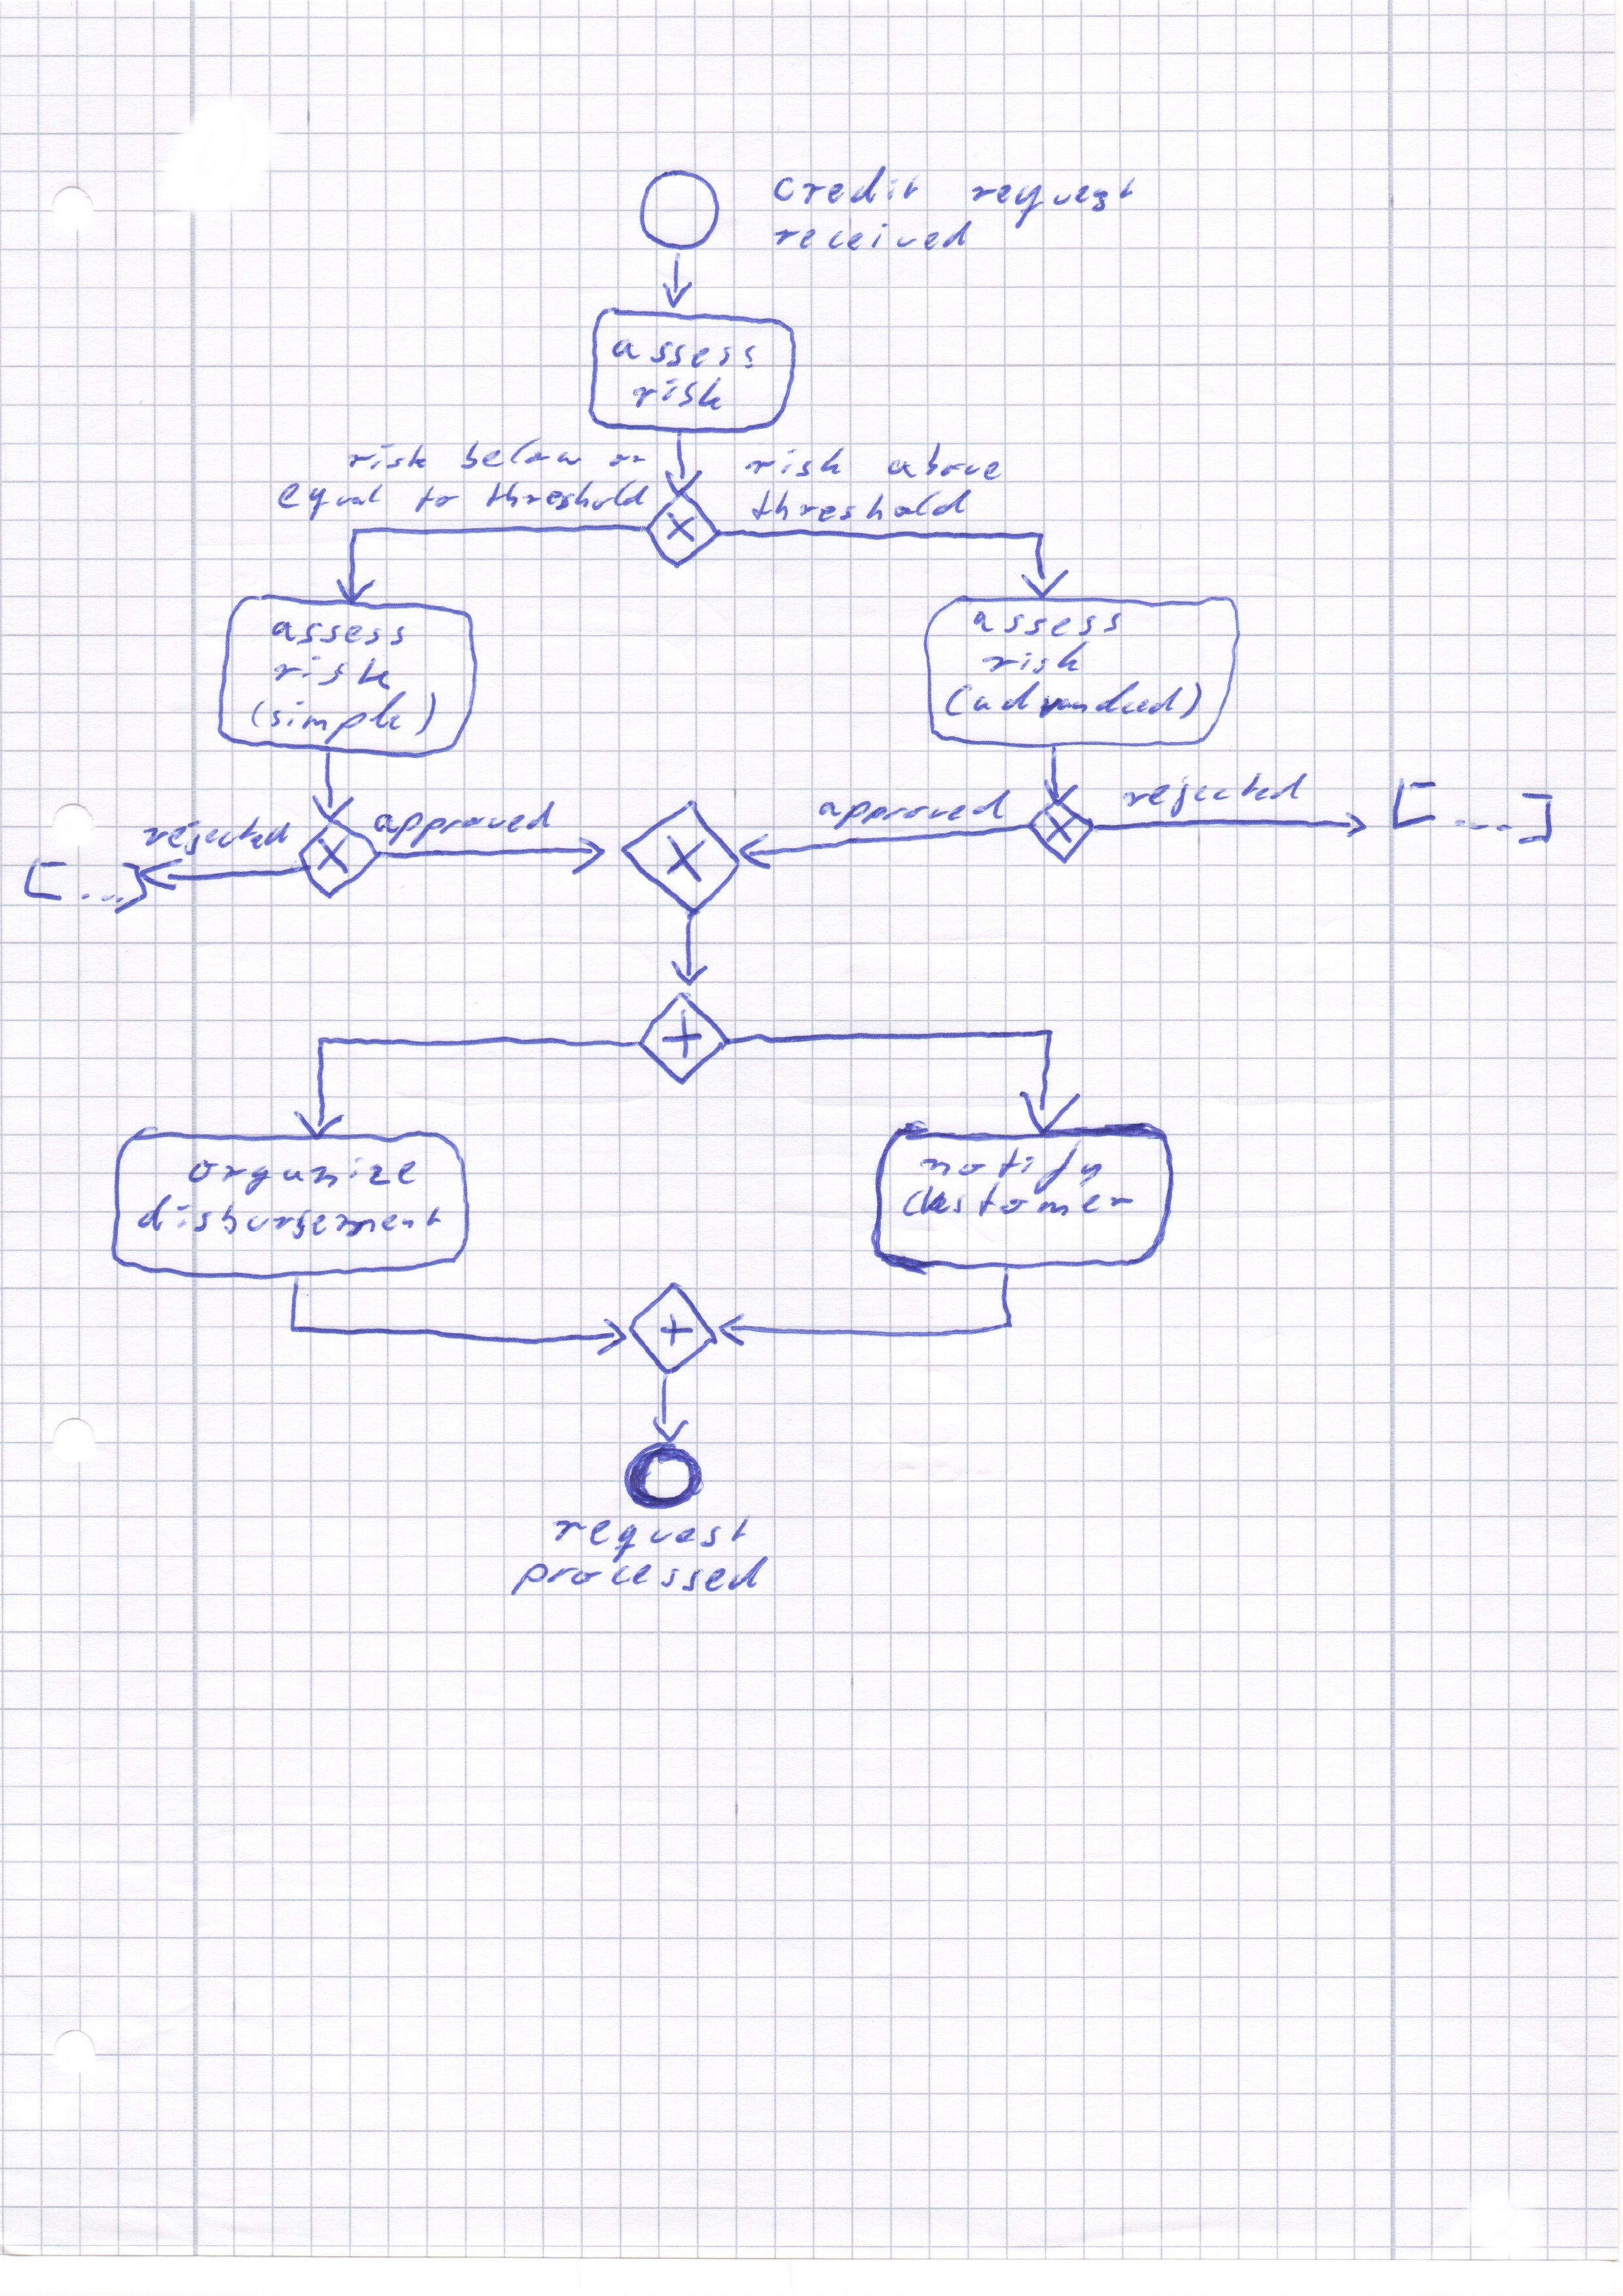 credit request
received
assess
risk
risk below or
equal to threshold
risk above
threshold
assess
risk
(simple)
assess
risk
(advanced)
rejected
approved
approved
rejected
[...]
[...]
organize
disbursement
notify
customer
request
processed